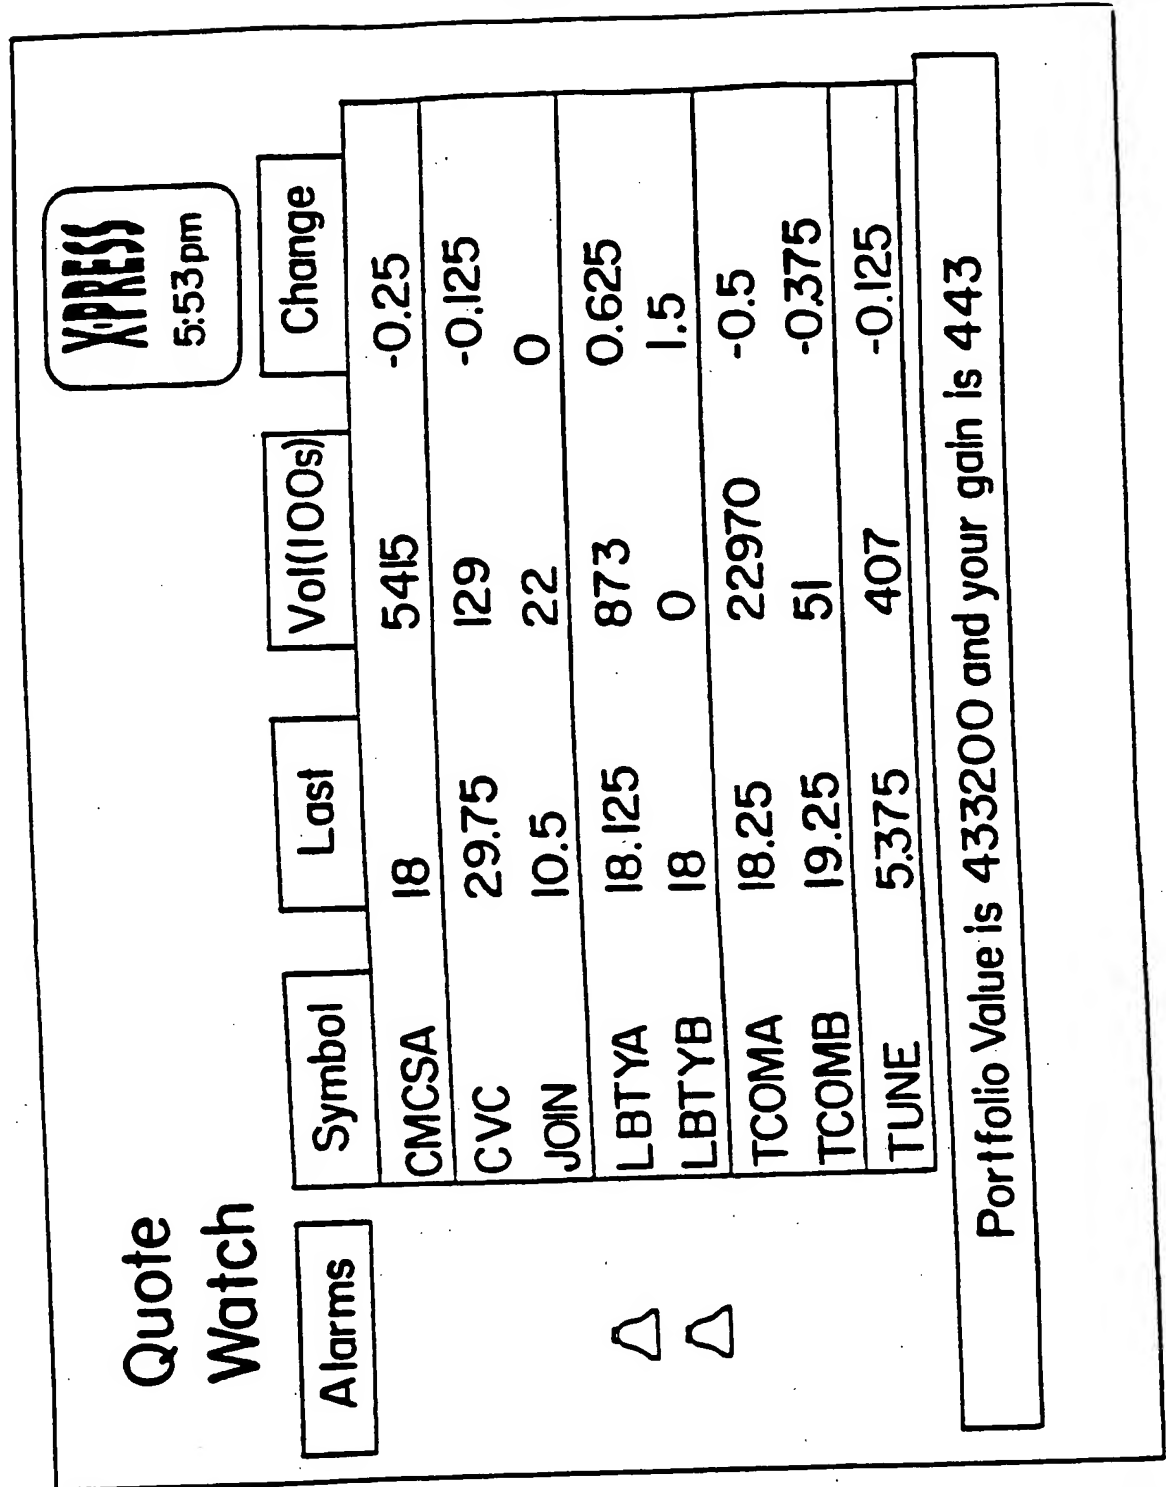 Quote
Watch
X·PRESS
5:53pm
Alarms Symbol Last Vol(100s) Change
CMCSA 18 5415 -0.25
CVC 29.75 129 -0.125
JOIN 10.5 22 0
LBTYA 18.125 873 0.625
LBTYB 18 0 1.5
TCOMA 18.25 22970 -0.5
TCOMB 19.25 51 -0.375
TUNE 5.375 407 -0.125
Portfolio Value is 433200 and your gain is 443